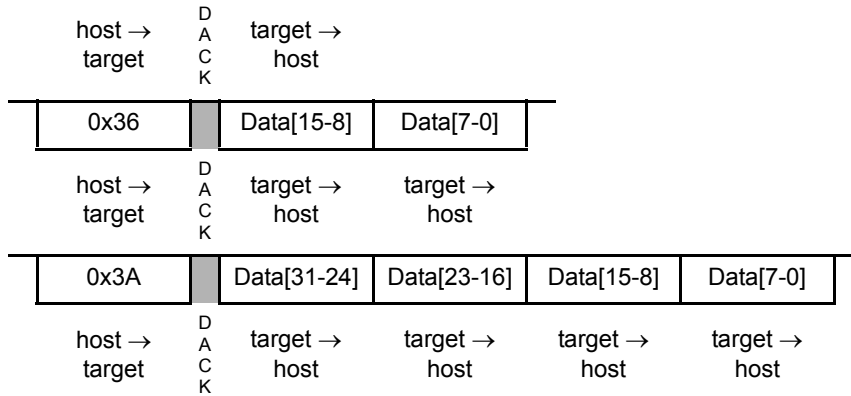 host → D A C K target →
target host
0x36 Data[15-8] Data[7-0]
host → D A C K target → target →
target host host
0x3A Data[31-24] Data[23-16] Data[15-8] Data[7-0]
host → D A C K target → target → target → target →
target host host host host